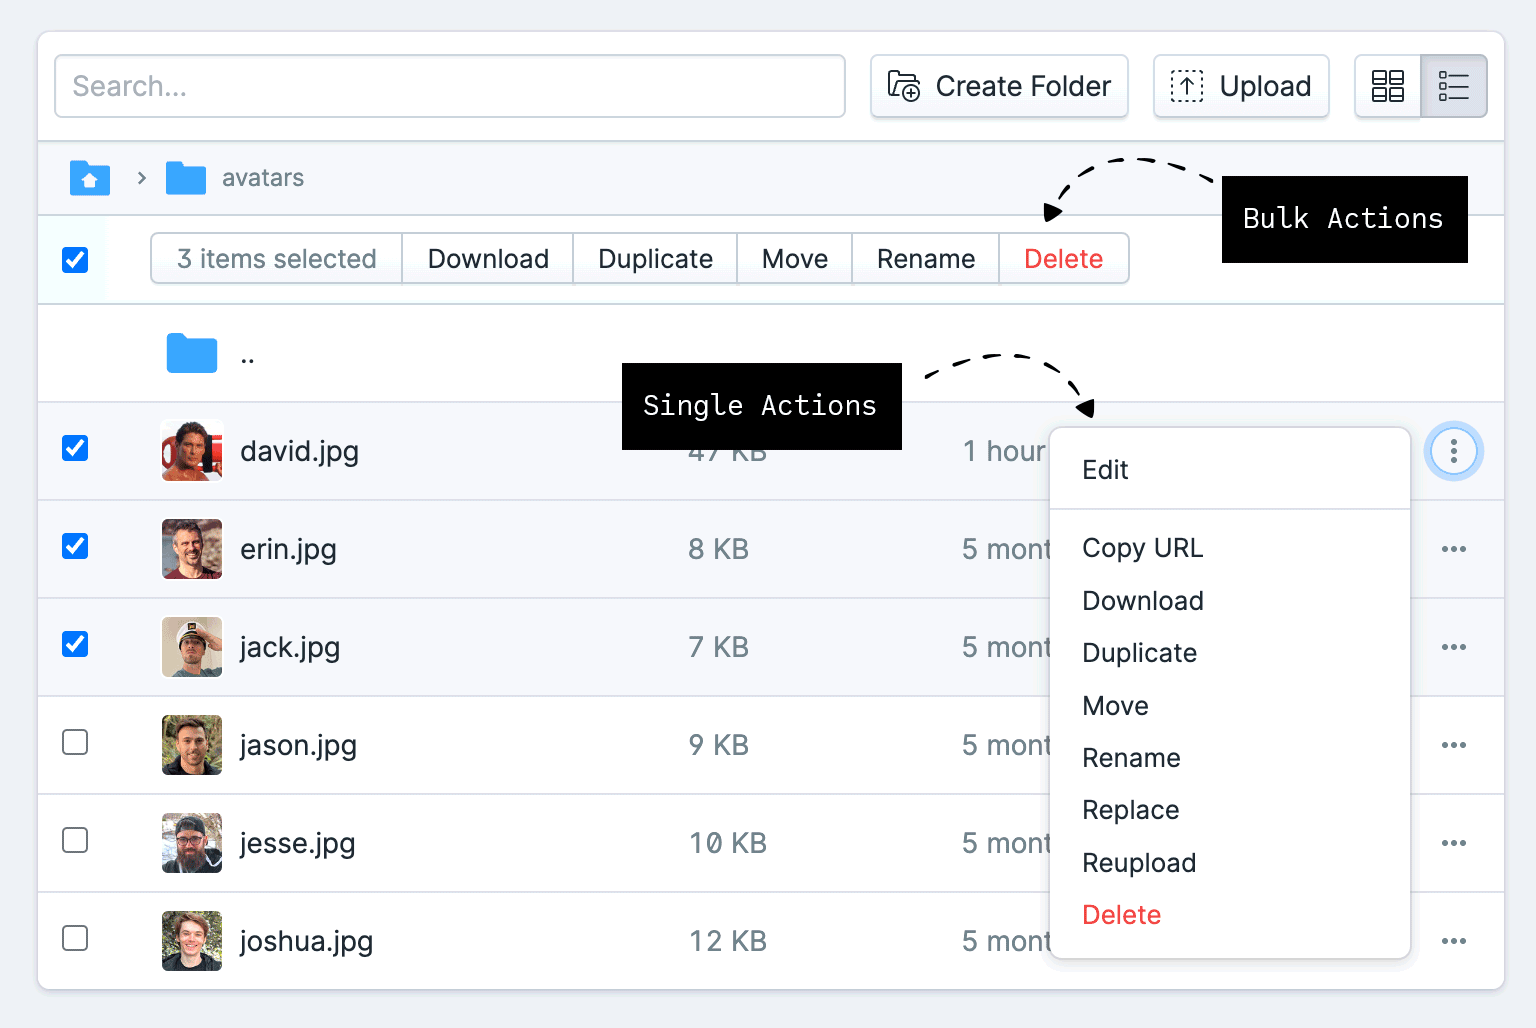 Search...
Create Folder
Upload
avatars
Bulk Actions
3 items selected
Download
Duplicate
Move
Rename
Delete
..
Single Actions
david.jpg
47 KB
1 hour
Edit
erin.jpg
8 KB
5 mont
Copy URL
Download
jack.jpg
7 KB
5 mont
Duplicate
Move
jason.jpg
9 KB
5 mont
Rename
Replace
jesse.jpg
10 KB
5 mont
Reupload
Delete
joshua.jpg
12 KB
5 mont